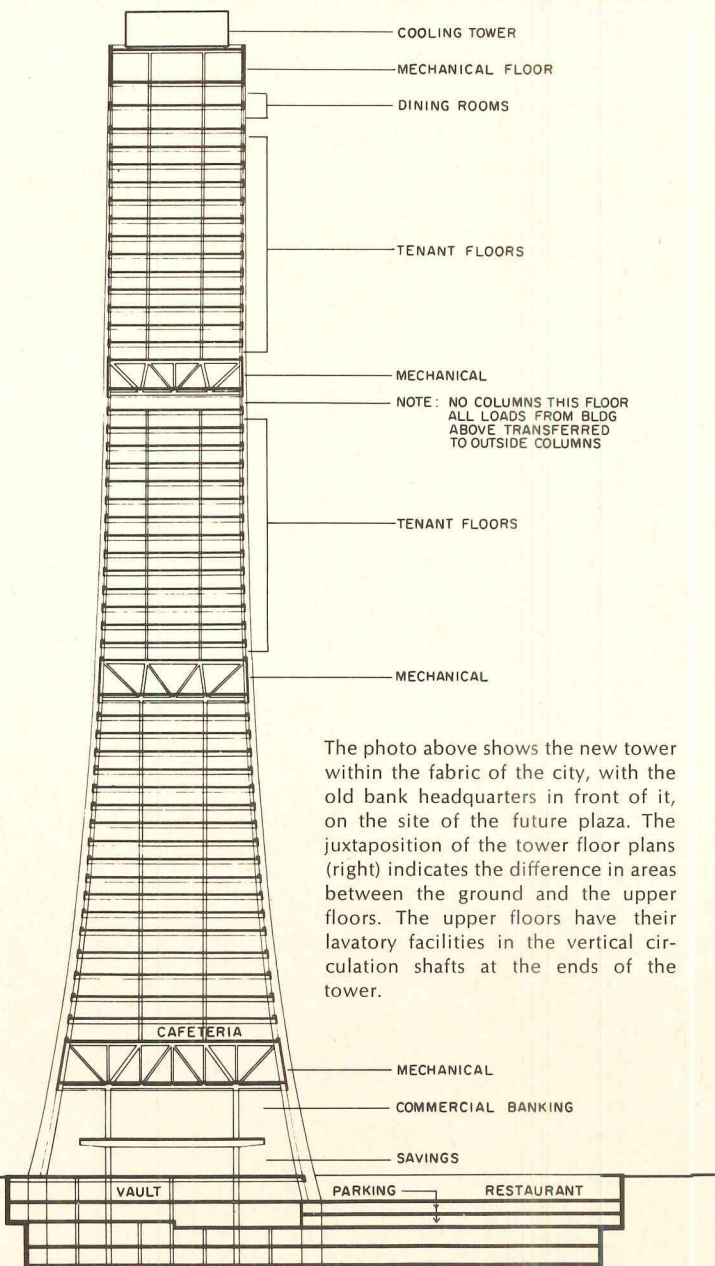 COOLING TOWER
MECHANICAL FLOOR
DINING ROOMS
TENANT FLOORS
MECHANICAL
NOTE: NO COLUMNS THIS FLOOR
ALL LOADS FROM BLDG
ABOVE TRANSFERRED
TO OUTSIDE COLUMNS
TENANT FLOORS
MECHANICAL
The photo above shows the new tower
within the fabric of the city, with the
old bank headquarters in front of it,
on the site of the future plaza. The
juxtaposition of the tower floor plans
(right) indicates the difference in areas
between the ground and the upper
floors. The upper floors have their
lavatory facilities in the vertical cir-
culation shafts at the ends of the
tower.
CAFETERIA
MECHANICAL
COMMERCIAL BANKING
SAVINGS
VAULT PARKING RESTAURANT